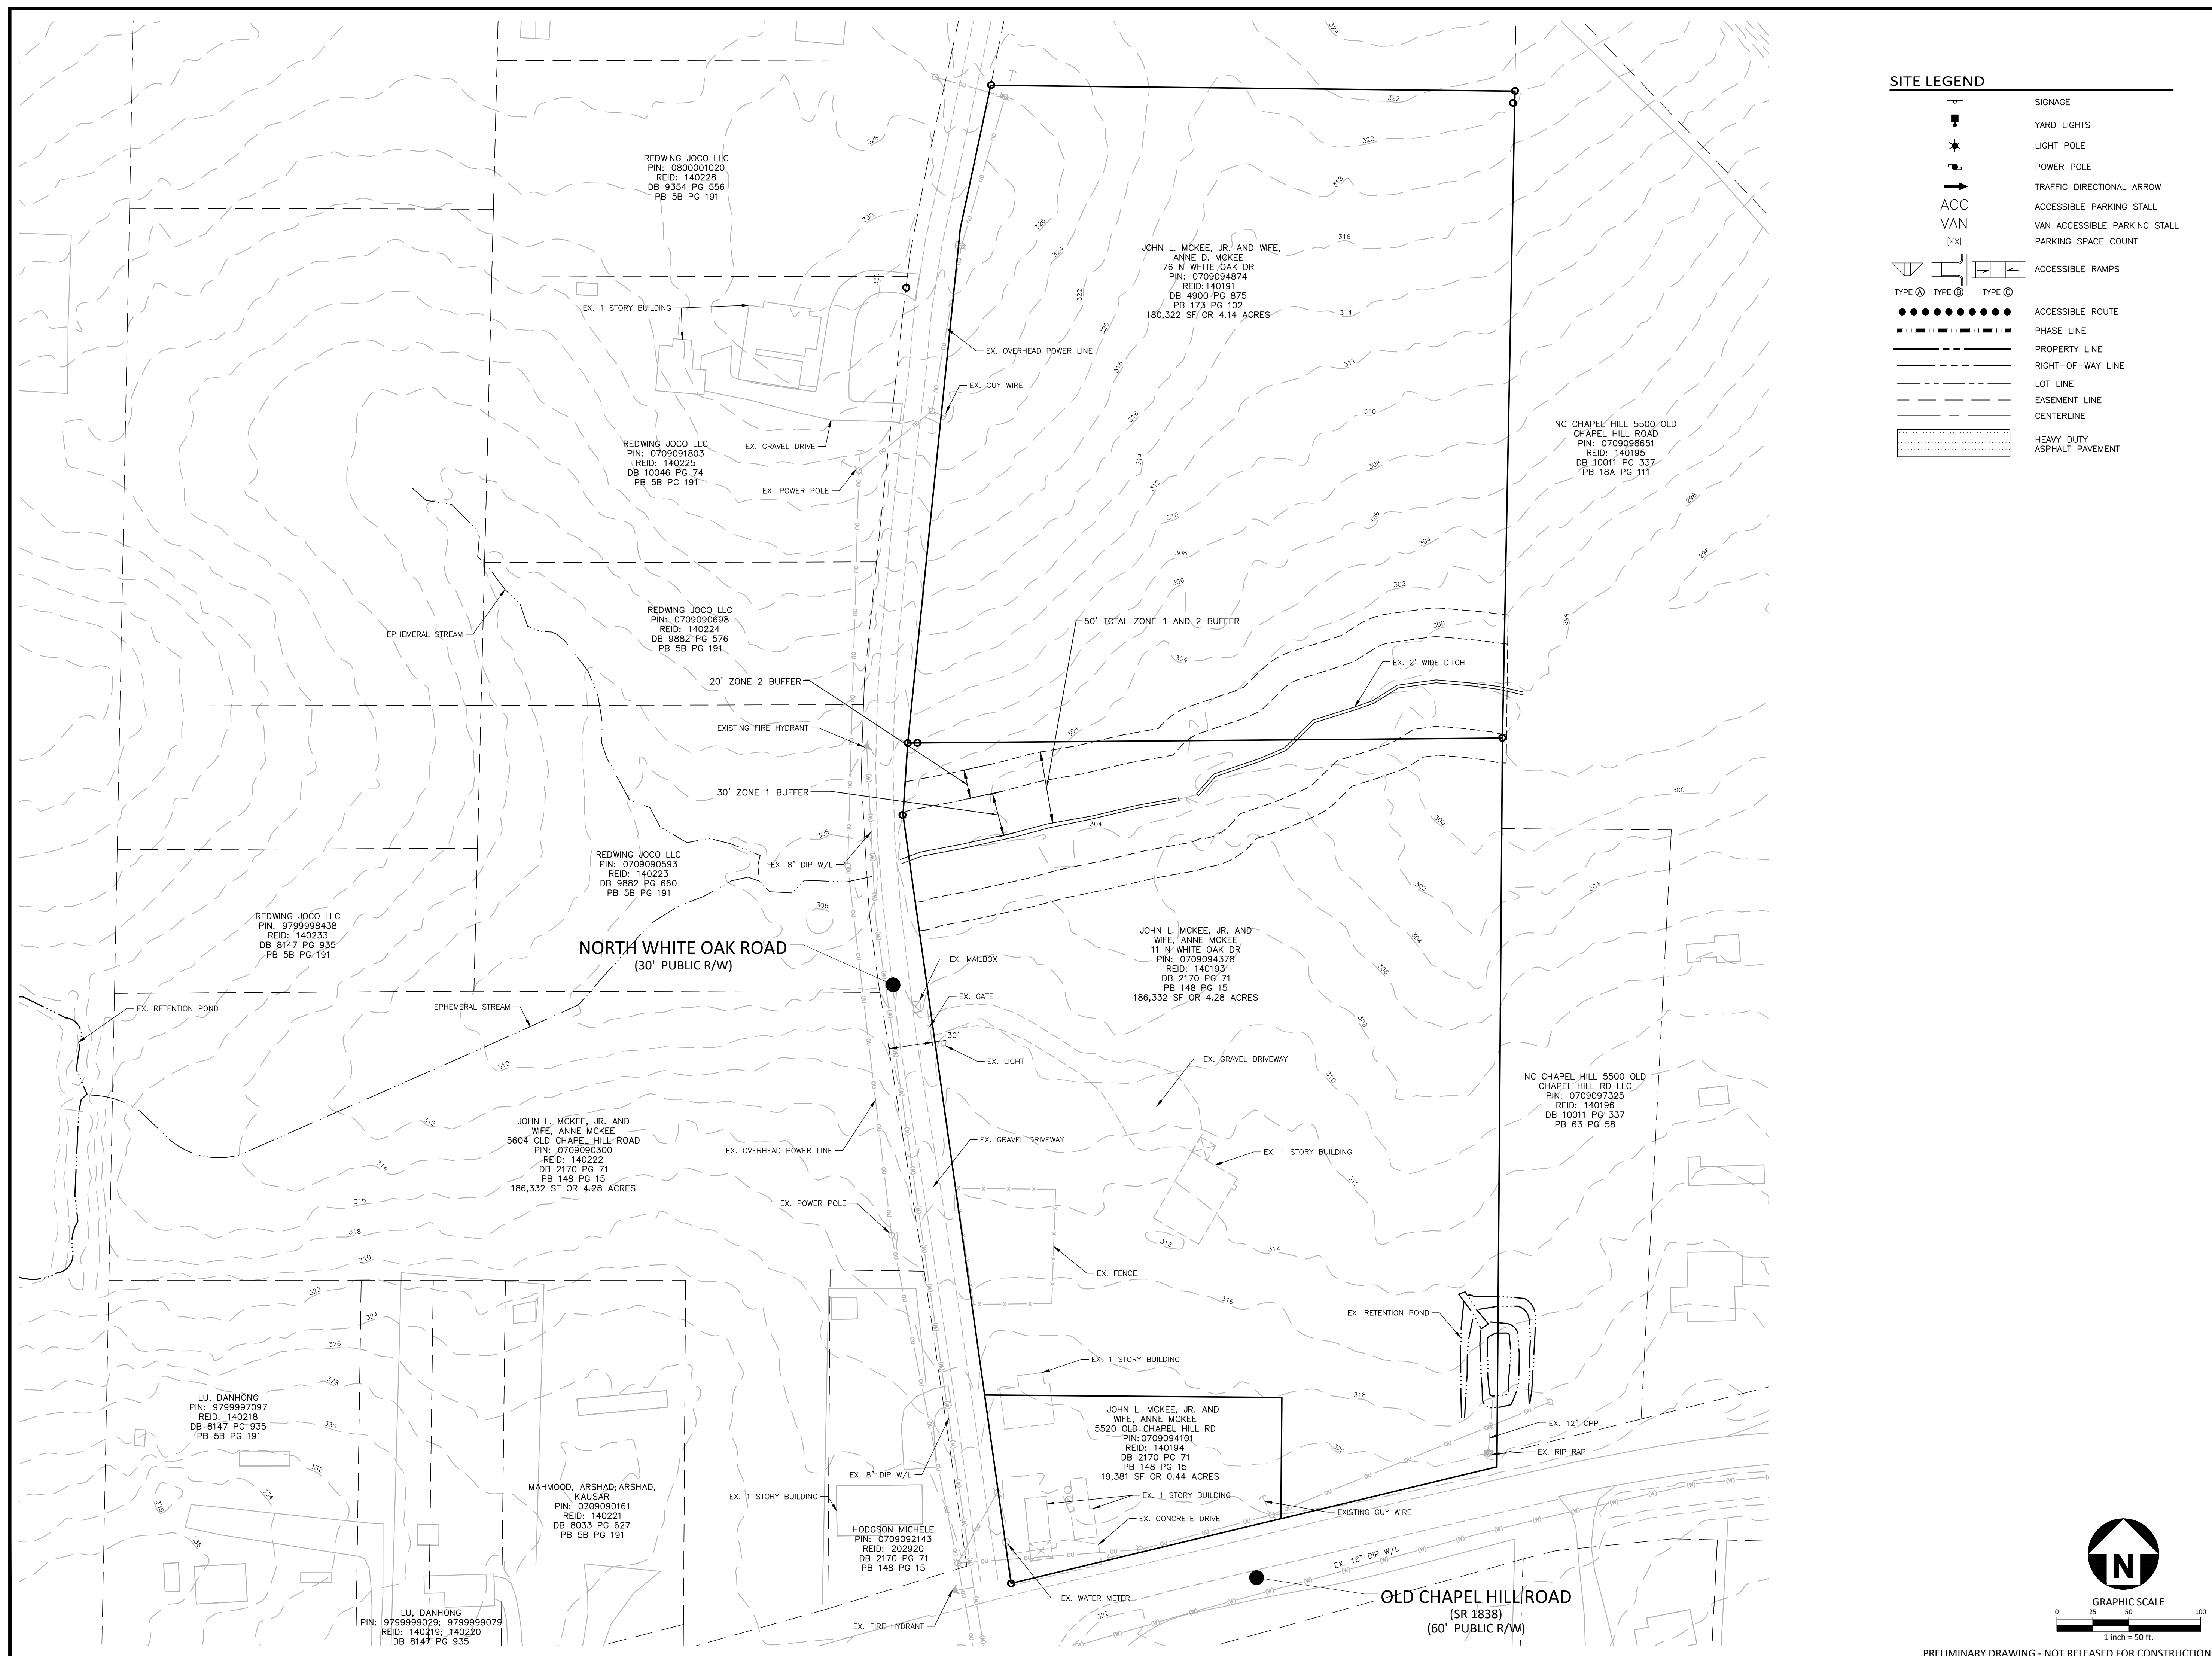 SITE LEGEND
SIGNAGE
YARD LIGHTS
LIGHT POLE
POWER POLE
TRAFFIC DIRECTIONAL ARROW
ACC
ACCESSIBLE PARKING STALL
VAN
VAN ACCESSIBLE PARKING STALL
XX
PARKING SPACE COUNT
ACCESSIBLE RAMPS
TYPE A TYPE B TYPE C
ACCESSIBLE ROUTE
PHASE LINE
PROPERTY LINE
RIGHT-OF-WAY LINE
LOT LINE
EASEMENT LINE
CENTERLINE
HEAVY DUTY
ASPHALT PAVEMENT
REDWING JOCO LLC
PIN: 0800001020
REID: 140228
DB 9354 PG 556
PB 5B PG 191
JOHN L. MCKEE, JR. AND WIFE,
ANNE D. MCKEE
76 N WHITE OAK DR
PIN: 0709094874
REID:140191
DB 4900 PG 875
PB 173 PG 102
180,322 SF OR 4.14 ACRES
EX. 1 STORY BUILDING
EX. OVERHEAD POWER LINE
EX. GUY WIRE
EX. GRAVEL DRIVE
EX. POWER POLE
REDWING JOCO LLC
PIN: 0709091803
REID: 140225
DB 10046 PG 74
PB 5B PG 191
NC CHAPEL HILL 5500 OLD
CHAPEL HILL ROAD
PIN: 0709098651
REID: 140195
DB 10011 PG 337
PB 18A PG 111
REDWING JOCO LLC
PIN: 0709090698
REID: 140224
DB 9882 PG 576
PB 5B PG 191
EPHEMERAL STREAM
50' TOTAL ZONE 1 AND 2 BUFFER
EX. 2' WIDE DITCH
20' ZONE 2 BUFFER
EXISTING FIRE HYDRANT
30' ZONE 1 BUFFER
EX. 8" DIP W/L
REDWING JOCO LLC
PIN: 0709090593
REID: 140223
DB 9882 PG 660
PB 5B PG 191
REDWING JOCO LLC
PIN: 9799998438
REID: 140233
DB 8147 PG 935
PB 5B PG 191
NORTH WHITE OAK ROAD
(30' PUBLIC R/W)
JOHN L. MCKEE, JR. AND
WIFE, ANNE MCKEE
11 N WHITE OAK DR
PIN: 0709094378
REID: 140193
DB 2170 PG 71
PB 148 PG 15
186,332 SF OR 4.28 ACRES
EX. MAILBOX
EX. GATE
30'
EX. LIGHT
EX. RETENTION POND
EPHEMERAL STREAM
EX. GRAVEL DRIVEWAY
NC CHAPEL HILL 5500 OLD
CHAPEL HILL RD LLC
PIN: 0709097325
REID: 140196
DB 10011 PG 337
PB 63 PG 58
JOHN L. MCKEE, JR. AND
WIFE, ANNE MCKEE
5604 OLD CHAPEL HILL ROAD
PIN: 0709090300
REID: 140222
DB 2170 PG 71
PB 148 PG 15
186,332 SF OR 4.28 ACRES
EX. OVERHEAD POWER LINE
EX. GRAVEL DRIVEWAY
EX. 1 STORY BUILDING
EX. POWER POLE
EX. FENCE
EX. RETENTION POND
EX. 1 STORY BUILDING
LU, DANHONG
PIN: 9799997097
REID: 140218
DB 8147 PG 935
PB 5B PG 191
JOHN L. MCKEE, JR. AND
WIFE, ANNE MCKEE
5520 OLD CHAPEL HILL RD
PIN:0709094101
REID: 140194
DB 2170 PG 71
PB 148 PG 15
19,381 SF OR 0.44 ACRES
EX. 12" CPP
EX. RIP RAP
EX. 8" DIP W/L
EX. 1 STORY BUILDING
EX. 1 STORY BUILDING
EX. CONCRETE DRIVE
EXISTING GUY WIRE
MAHMOOD, ARSHAD;ARSHAD,
KAUSAR
PIN: 0709090161
REID: 140221
DB 8033 PG 627
PB 5B PG 191
HODGSON MICHELE
PIN: 0709092143
REID: 202920
DB 2170 PG 71
PB 148 PG 15
EX. 16" DIP W/L
EX. WATER METER
EX. FIRE HYDRANT
OLD CHAPEL HILL ROAD
(SR 1838)
(60' PUBLIC R/W)
LU, DANHONG
PIN: 9799999029; 9799999079
REID: 140219; 140220
DB 8147 PG 935
N
GRAPHIC SCALE
0 25 50 100
1 inch = 50 ft.
PRELIMINARY DRAWING - NOT RELEASED FOR CONSTRUCTION